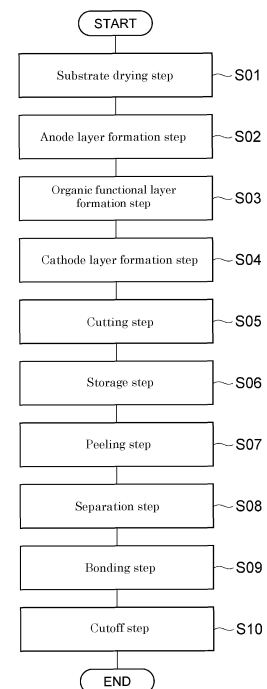 START
Substrate drying step
S01
Anode layer formation step
S02
Organic functional layer
formation step
S03
Cathode layer formation step
S04
Cutting step
S05
Storage step
S06
Peeling step
S07
Separation step
S08
Bonding step
S09
Cutoff step
S10
END